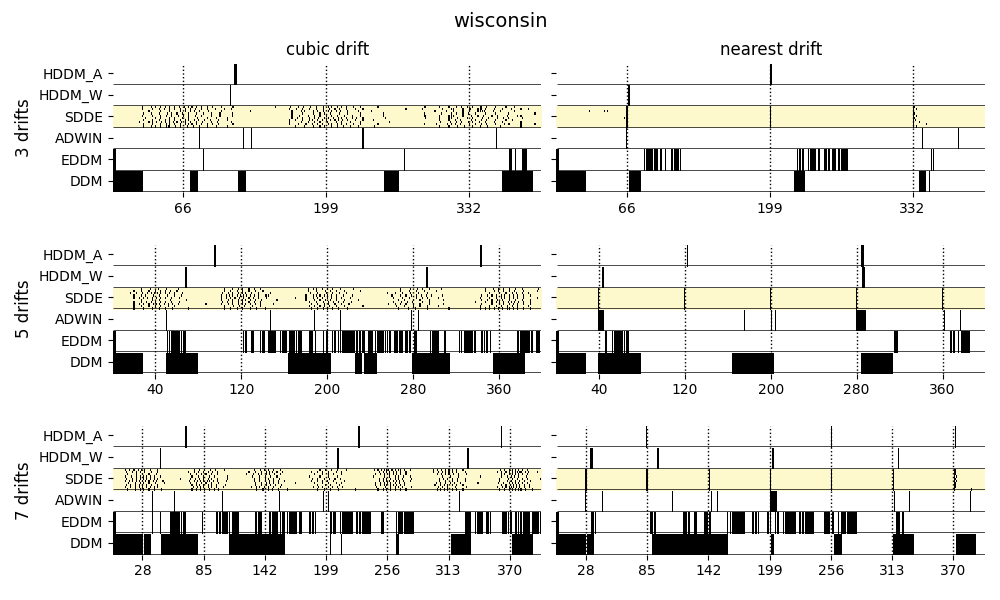 wisconsin
cubic drift
nearest drift
3 drifts
HDDM_A
HDDM_W
SDDE
ADWIN
EDDM
DDM
66 199 332
66 199 332
5 drifts
HDDM_A
HDDM_W
SDDE
ADWIN
EDDM
DDM
40 120 200 280 360
40 120 200 280 360
7 drifts
HDDM_A
HDDM_W
SDDE
ADWIN
EDDM
DDM
28 85 142 199 256 313 370
28 85 142 199 256 313 370